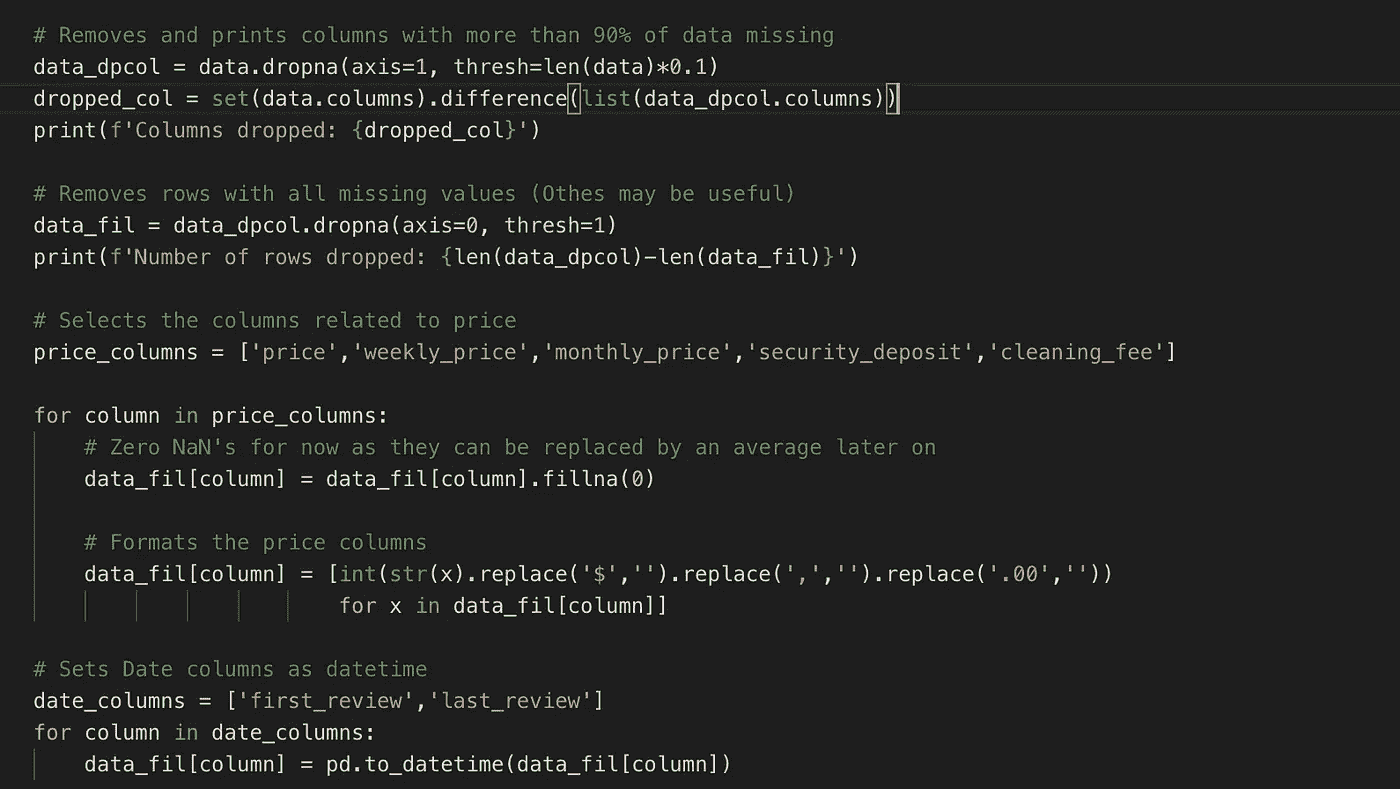 # Removes and prints columns with more than 90% of data missing
data_dpcol = data.dropna(axis=1, thresh=len(data)*0.1)
dropped_col = set(data.columns).difference(list(data_dpcol.columns))
print(f'Columns dropped: {dropped_col}')

# Removes rows with all missing values (Othes may be useful)
data_fil = data_dpcol.dropna(axis=0, thresh=1)
print(f'Number of rows dropped: {len(data_dpcol)-len(data_fil)}')

# Selects the columns related to price
price_columns = ['price','weekly_price','monthly_price','security_deposit','cleaning_fee']

for column in price_columns:
    # Zero NaN's for now as they can be replaced by an average later on
    data_fil[column] = data_fil[column].fillna(0)

    # Formats the price columns
    data_fil[column] = [int(str(x).replace('$','').replace(',','').replace('.00',''))
                        for x in data_fil[column]]

# Sets Date columns as datetime
date_columns = ['first_review','last_review']
for column in date_columns:
    data_fil[column] = pd.to_datetime(data_fil[column])